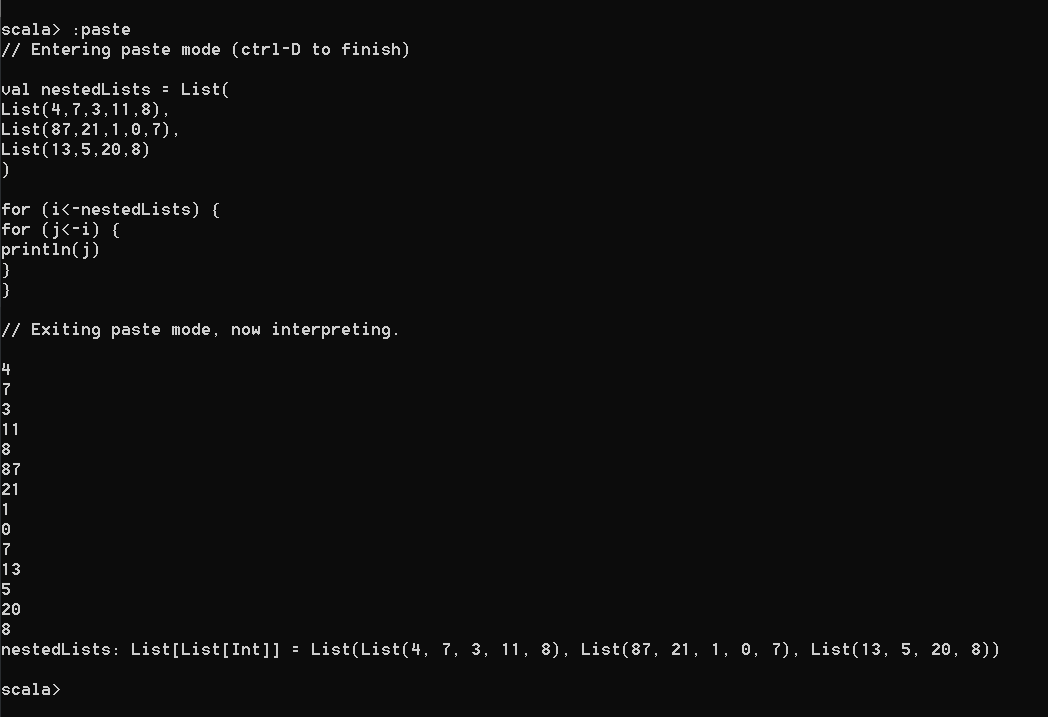 scala> :paste
// Entering paste mode (ctrl-D to finish)
val nestedLists = List(
List(4,7,3,11,8),
List(87,21,1,0,7),
List(13,5,20,8)
)
for (i<-nestedLists) {
for (j<-i) {
println(j)
}
}
// Exiting paste mode, now interpreting.
4
7
3
11
8
87
21
1
0
7
13
5
20
8
nestedLists: List[List[Int]] = List(List(4, 7, 3, 11, 8), List(87, 21, 1, 0, 7), List(13, 5, 20, 8))
scala>